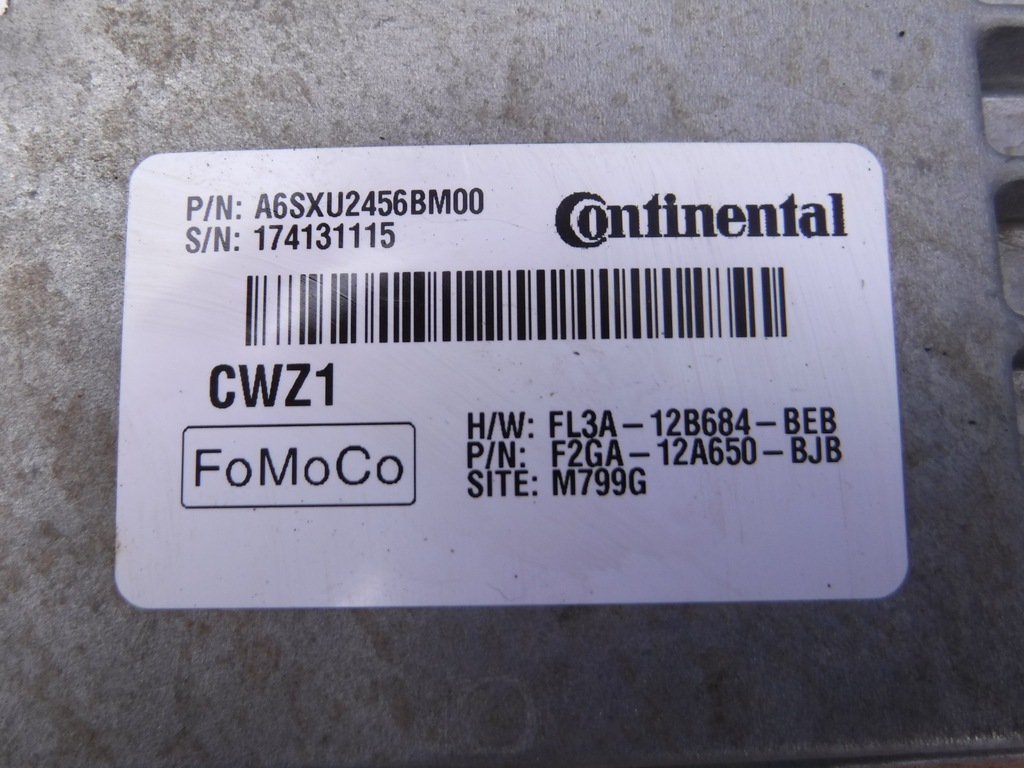 P/N: A6SXU2456BM00
S/N: 174131115
Continental
CWZ1
FoMoCo
H/W: FL3A-12B684-BEB
P/N: F2GA-12A650-BJB
SITE: M799G